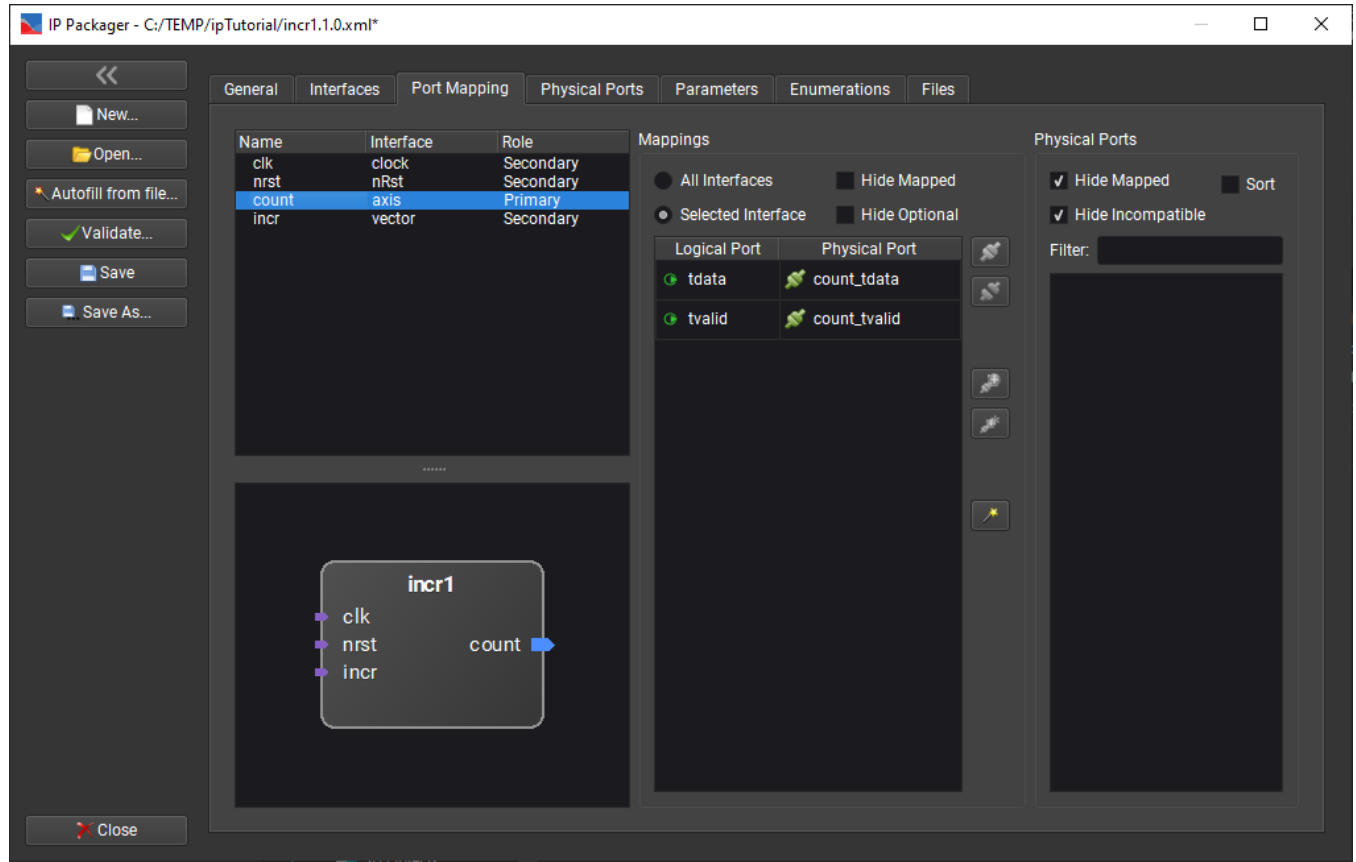 IP Packager - C:/TEMP/ipTutorial/incr1.1.0.xml*
New...
Open...
Autofill from file...
Validate...
Save
Save As...
Close
General Interfaces Port Mapping Physical Ports Parameters Enumerations Files
Name Interface Role
clk clock Secondary
nrst nRst Secondary
count axis Primary
incr vector Secondary
incr1
clk
nrst count
incr
Mappings
All Interfaces Hide Mapped
Selected Interface Hide Optional
Logical Port Physical Port
tdata count_tdata
tvalid count_tvalid
Physical Ports
Hide Mapped Sort
Hide Incompatible
Filter: